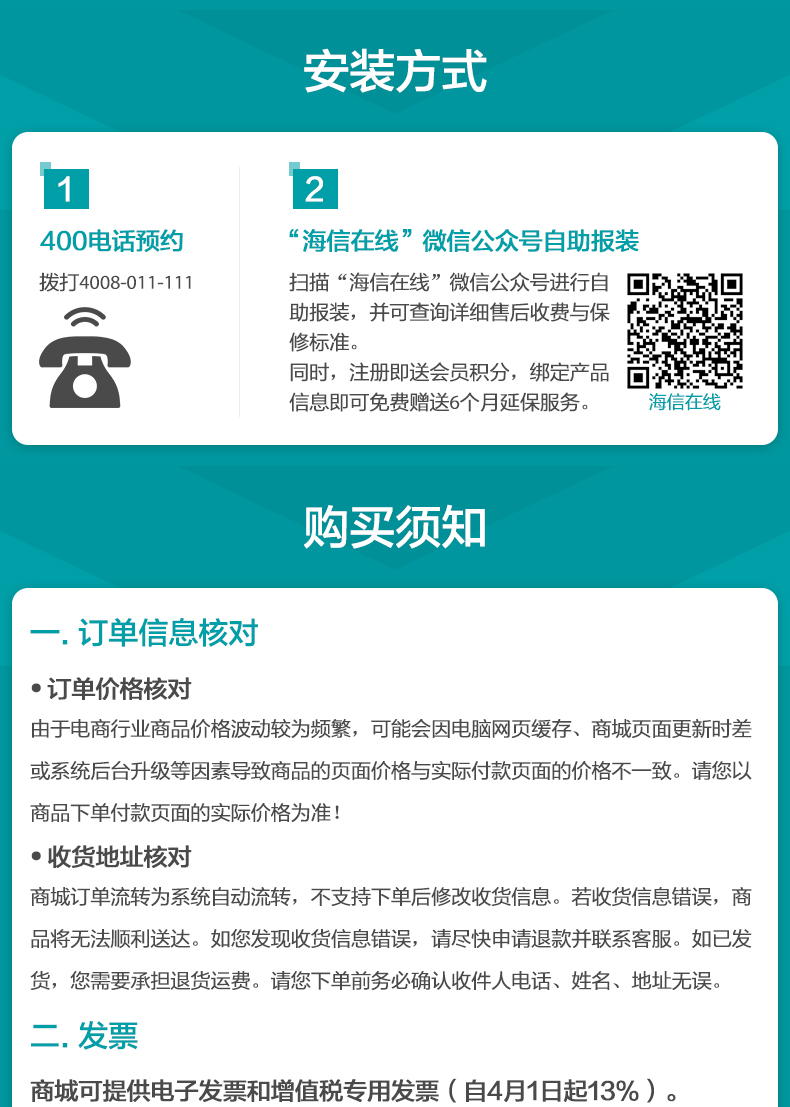 安装方式
1
400电话预约
拨打4008-011-111
2
“海信在线”微信公众号自助报装
扫描“海信在线”微信公众号进行自
助报装，并可查询详细售后收费与保
修标准。
同时，注册即送会员积分，绑定产品
信息即可免费赠送6个月延保服务。
海信在线
购买须知
一. 订单信息核对
• 订单价格核对
由于电商行业商品价格波动较为频繁，可能会因电脑网页缓存、商城页面更新时差
或系统后台升级等因素导致商品的页面价格与实际付款页面的价格不一致。请您以
商品下单付款页面的实际价格为准！
• 收货地址核对
商城订单流转为系统自动流转，不支持下单后修改收货信息。若收货信息错误，商
品将无法顺利送达。如您发现收货信息错误，请尽快申请退款并联系客服。如已发
货，您需要承担退货运费。请您下单前务必确认收件人电话、姓名、地址无误。
二. 发票
商城可提供电子发票和增值税专用发票（自4月1日起13%）。